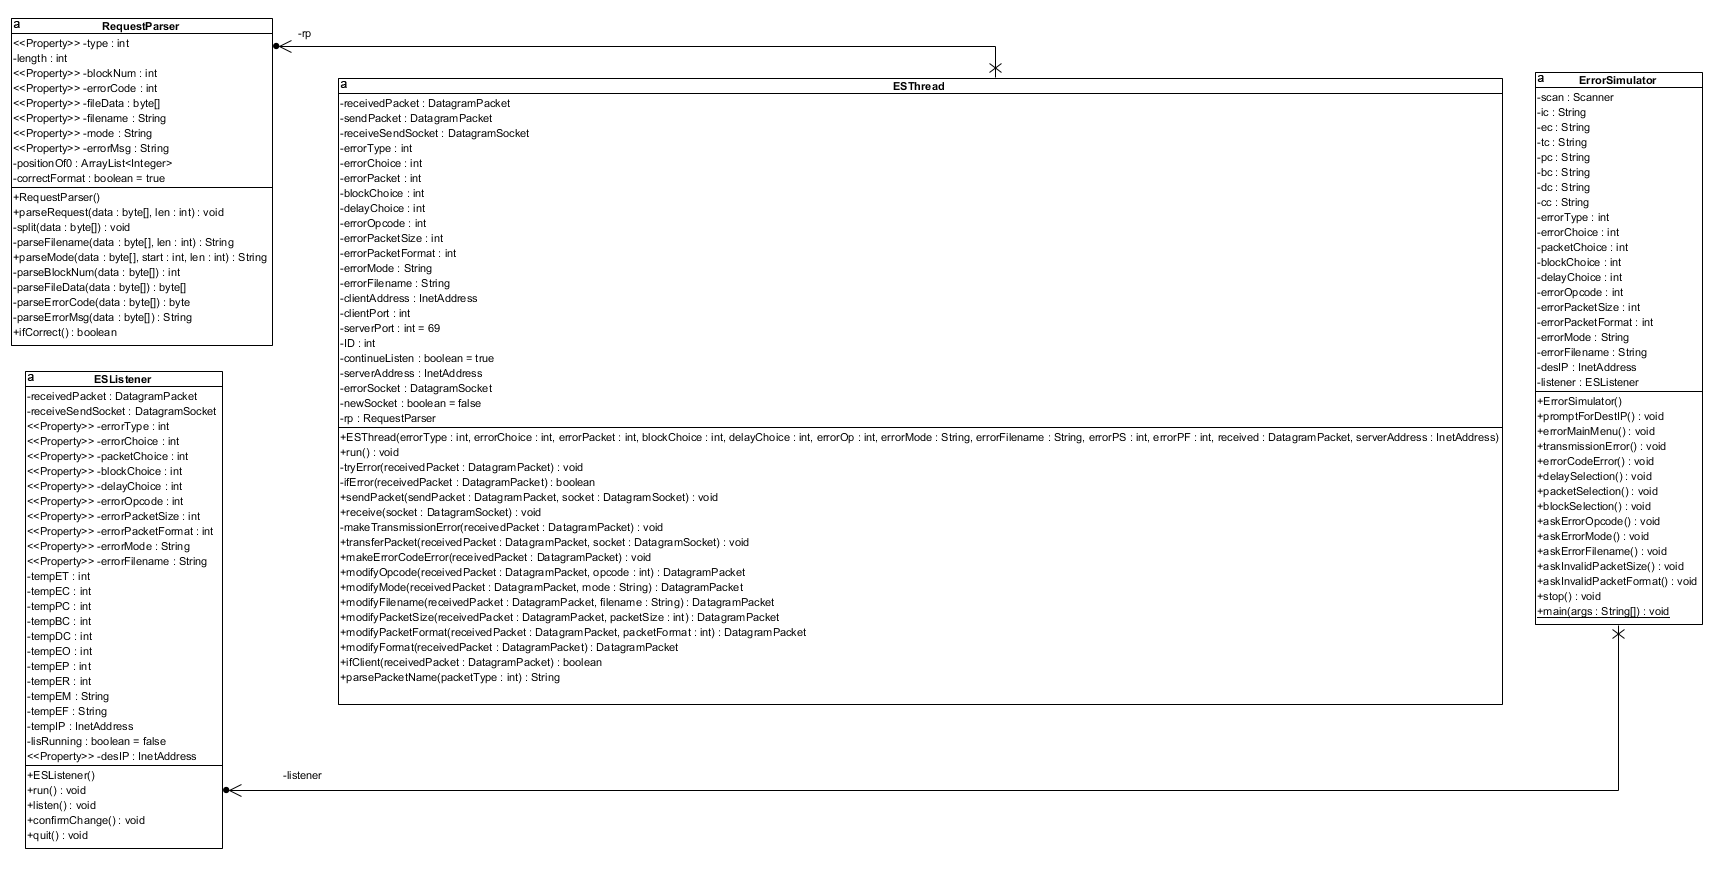 a
RequestParser
<<Property>> -type : int
-length : int
<<Property>> -blockNum : int
<<Property>> -errorCode : int
<<Property>> -fileData : byte[]
<<Property>> -filename : String
<<Property>> -mode : String
<<Property>> -errorMsg : String
-positionOf0 : ArrayList<Integer>
-correctFormat : boolean = true
+RequestParser()
+parseRequest(data : byte[], len : int) : void
-split(data : byte[]) : void
-parseFilename(data : byte[], len : int) : String
+parseMode(data : byte[], start : int, len : int) : String
-parseBlockNum(data : byte[]) : int
-parseFileData(data : byte[]) : byte[]
-parseErrorCode(data : byte[]) : byte
-parseErrorMsg(data : byte[]) : String
+ifCorrect() : boolean
-rp
a
ESThread
-receivedPacket : DatagramPacket
-sendPacket : DatagramPacket
-receiveSendSocket : DatagramSocket
-errorType : int
-errorChoice : int
-errorPacket : int
-blockChoice : int
-delayChoice : int
-errorOpcode : int
-errorPacketSize : int
-errorPacketFormat : int
-errorMode : String
-errorFilename : String
-clientAddress : InetAddress
-clientPort : int
-serverPort : int = 69
-ID : int
-continueListen : boolean = true
-serverAddress : InetAddress
-errorSocket : DatagramSocket
-newSocket : boolean = false
-rp : RequestParser
+ESThread(errorType : int, errorChoice : int, errorPacket : int, blockChoice : int, delayChoice : int, errorOp : int, errorMode : String, errorFilename : String, errorPS : int, errorPF : int, received : DatagramPacket, serverAddress : InetAddress)
+run() : void
-tryError(receivedPacket : DatagramPacket) : void
-ifError(receivedPacket : DatagramPacket) : boolean
+sendPacket(sendPacket : DatagramPacket, socket : DatagramSocket) : void
+receive(socket : DatagramSocket) : void
-makeTransmissionError(receivedPacket : DatagramPacket) : void
+transferPacket(receivedPacket : DatagramPacket, socket : DatagramSocket) : void
+makeErrorCodeError(receivedPacket : DatagramPacket) : void
+modifyOpcode(receivedPacket : DatagramPacket, opcode : int) : DatagramPacket
+modifyMode(receivedPacket : DatagramPacket, mode : String) : DatagramPacket
+modifyFilename(receivedPacket : DatagramPacket, filename : String) : DatagramPacket
+modifyPacketSize(receivedPacket : DatagramPacket, packetSize : int) : DatagramPacket
+modifyPacketFormat(receivedPacket : DatagramPacket, packetFormat : int) : DatagramPacket
+modifyFormat(receivedPacket : DatagramPacket) : DatagramPacket
+ifClient(receivedPacket : DatagramPacket) : boolean
+parsePacketName(packetType : int) : String
a
ErrorSimulator
-scan : Scanner
-ic : String
-ec : String
-tc : String
-pc : String
-bc : String
-dc : String
-cc : String
-errorType : int
-errorChoice : int
-packetChoice : int
-blockChoice : int
-delayChoice : int
-errorOpcode : int
-errorPacketSize : int
-errorPacketFormat : int
-errorMode : String
-errorFilename : String
-desIP : InetAddress
-listener : ESListener
+ErrorSimulator()
+promptForDestIP() : void
+errorMainMenu() : void
+transmissionError() : void
+errorCodeError() : void
+delaySelection() : void
+packetSelection() : void
+blockSelection() : void
+askErrorOpcode() : void
+askErrorMode() : void
+askErrorFilename() : void
+askInvalidPacketSize() : void
+askInvalidPacketFormat() : void
+stop() : void
+main(args : String[]) : void
a
ESListener
-receivedPacket : DatagramPacket
-receiveSendSocket : DatagramSocket
<<Property>> -errorType : int
<<Property>> -errorChoice : int
<<Property>> -packetChoice : int
<<Property>> -blockChoice : int
<<Property>> -delayChoice : int
<<Property>> -errorOpcode : int
<<Property>> -errorPacketSize : int
<<Property>> -errorPacketFormat : int
<<Property>> -errorMode : String
<<Property>> -errorFilename : String
-tempET : int
-tempEC : int
-tempPC : int
-tempBC : int
-tempDC : int
-tempEO : int
-tempEP : int
-tempER : int
-tempEM : String
-tempEF : String
-tempIP : InetAddress
-lisRunning : boolean = false
<<Property>> -desIP : InetAddress
+ESListener()
+run() : void
+listen() : void
+confirmChange() : void
+quit() : void
-listener